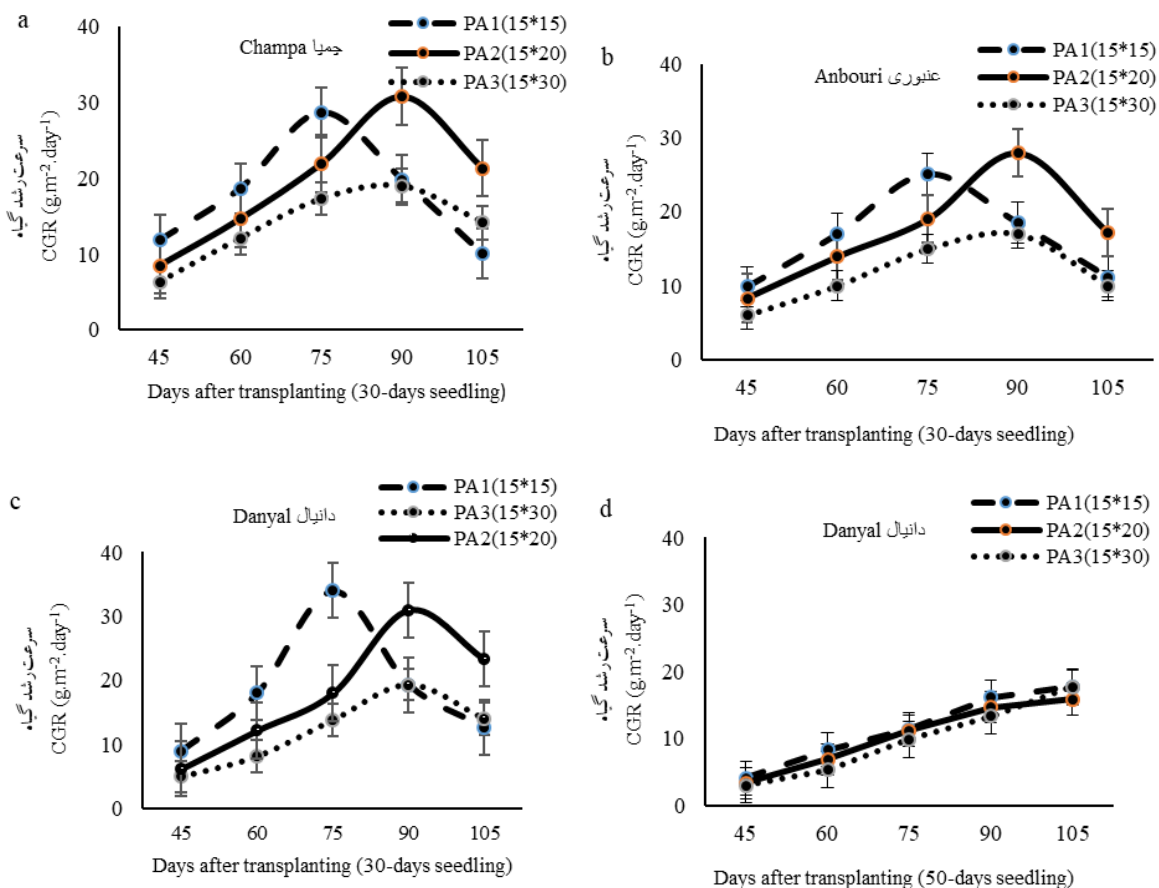 a
چمپا Champa
PA1(15*15)
PA2(15*20)
PA3(15*30)
سرعت رشد گیاه
CGR (g.m-2.day-1)
40
30
20
10
0
45 60 75 90 105
Days after transplanting (30-days seedling)
b
عنبوری Anbouri
PA1(15*15)
PA2(15*20)
PA3(15*30)
سرعت رشد گیاه
CGR (g.m-2.day-1)
40
30
20
10
0
45 60 75 90 105
Days after transplanting (30-days seedling)
c
دانیال Danyal
PA1(15*15)
PA3(15*30)
PA2(15*20)
سرعت رشد گیاه
CGR (g.m-2.day-1)
40
30
20
10
0
45 60 75 90 105
Days after transplanting (30-days seedling)
d
دانیال Danyal
PA1(15*15)
PA2(15*20)
PA3(15*30)
سرعت رشد گیاه
CGR (g.m-2.day-1)
40
30
20
10
0
45 60 75 90 105
Days after transplanting (50-days seedling)